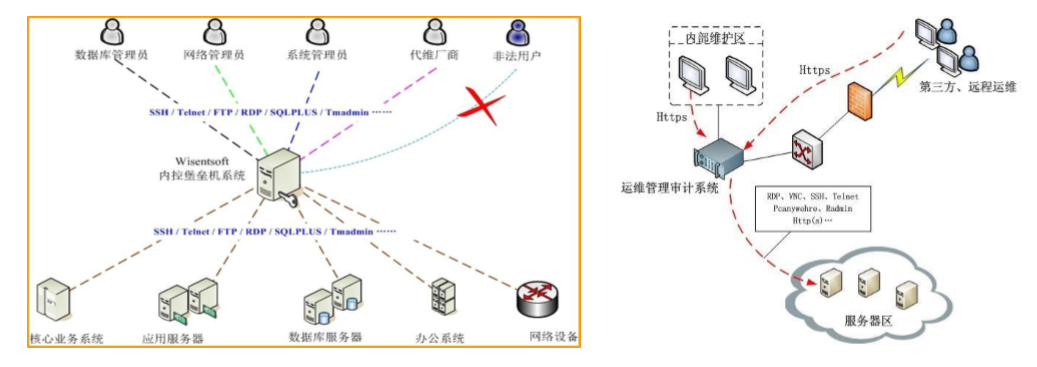 数据库管理员
网络管理员
系统管理员
代维厂商
非法用户
SSH / Telnet / FTP / RDP / SQLPLUS / Tmadmin ······
Wisentsoft
内控堡垒机系统
SSH / Telnet / FTP / RDP / SQLPLUS / Tmadmin ······
核心业务系统
应用服务器
数据库服务器
办公系统
网络设备
内部维护区
Https
第三方、远程运维
Https
运维管理审计系统
RDP、VNC、SSH、Telnet
Pcanywohro、Radmin
Http(s)…
服务器区